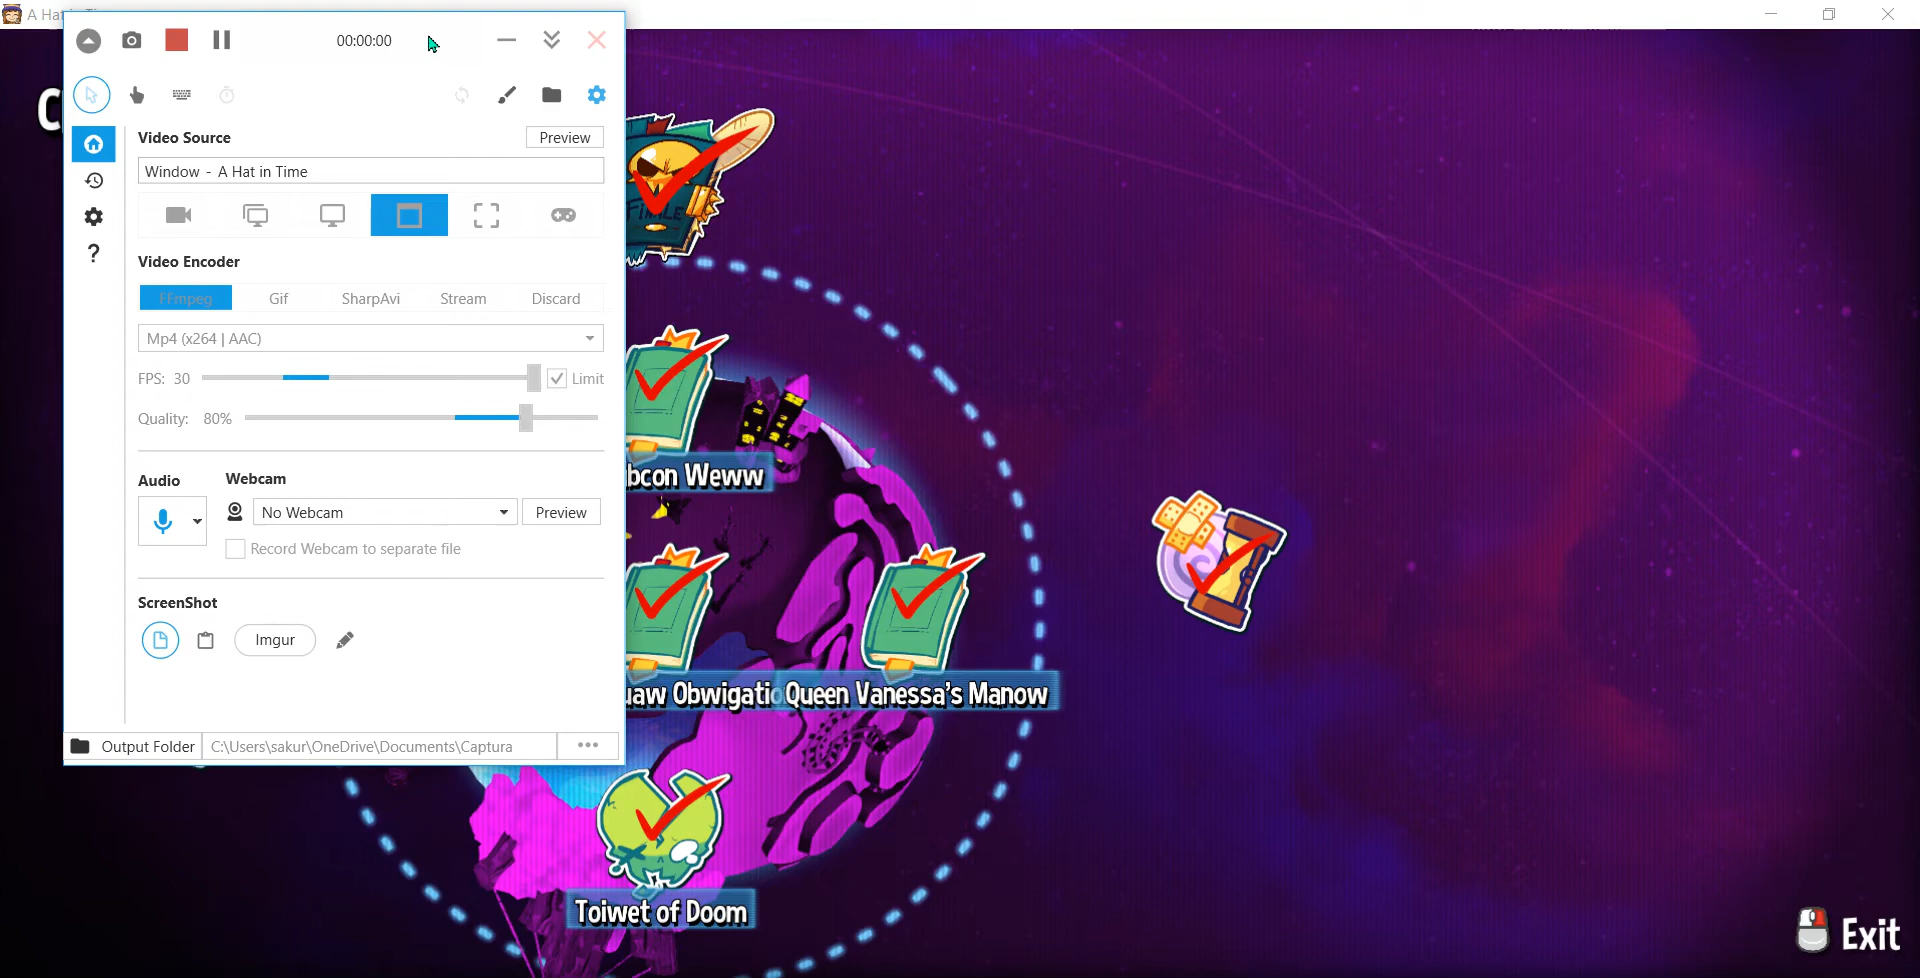 A Hat
00:00:00
Video Source
Preview
Window - A Hat in Time
Video Encoder
FFmpeg
Gif
SharpAvi
Stream
Discard
Mp4 (x264 | AAC)
FPS: 30
Limit
Quality: 80%
Audio
Webcam
No Webcam
Preview
Record Webcam to separate file
ScreenShot
Imgur
Output Folder
C:\Users\sakur\OneDrive\Documents\Captura
•••
C
FINALE
bcon Weww
uaw Obwigatio
Queen Vanessa's Manow
Toiwet of Doom
Exit